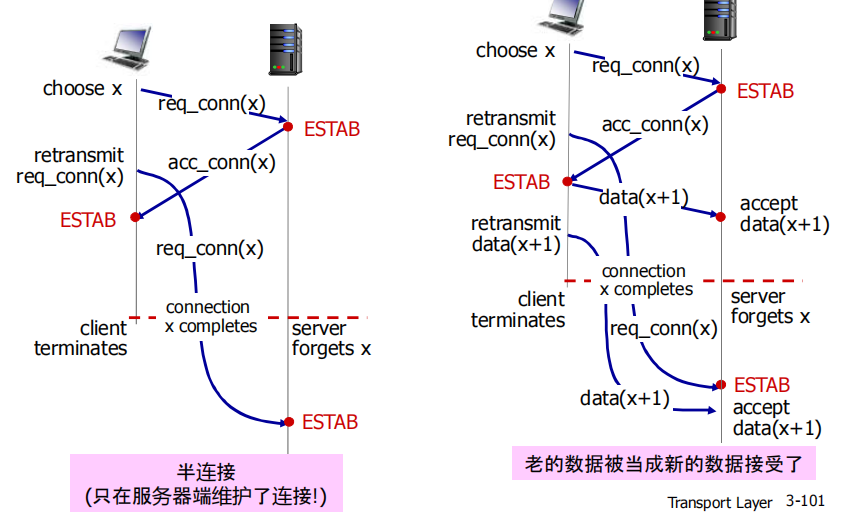 choose x
req_conn(x)
ESTAB
retransmit
req_conn(x)
acc_conn(x)
ESTAB
req_conn(x)
connection
x completes
client
terminates
server
forgets x
ESTAB
半连接
(只在服务器端维护了连接!)
choose x
req_conn(x)
ESTAB
retransmit
req_conn(x)
acc_conn(x)
ESTAB
data(x+1)
accept
data(x+1)
retransmit
data(x+1)
connection
x completes
client
terminates
server
forgets x
req_conn(x)
ESTAB
data(x+1)
accept
data(x+1)
老的数据被当成新的数据接受了
Transport Layer 3-101